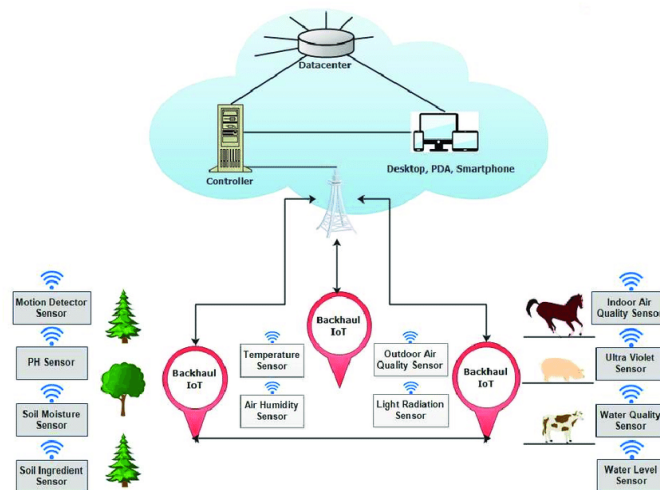 Datacenter
Controller
Desktop, PDA, Smartphone
Motion Detector
Sensor
PH Sensor
Soil Moisture
Sensor
Soil Ingredient
Sensor
Backhaul
IoT
Temperature
Sensor
Air Humidity
Sensor
Backhaul
IoT
Outdoor Air
Quality Sensor
Light Radiation
Sensor
Backhaul
IoT
Indoor Air
Quality Sensor
Ultra Violet
Sensor
Water Quality
Sensor
Water Level
Sensor